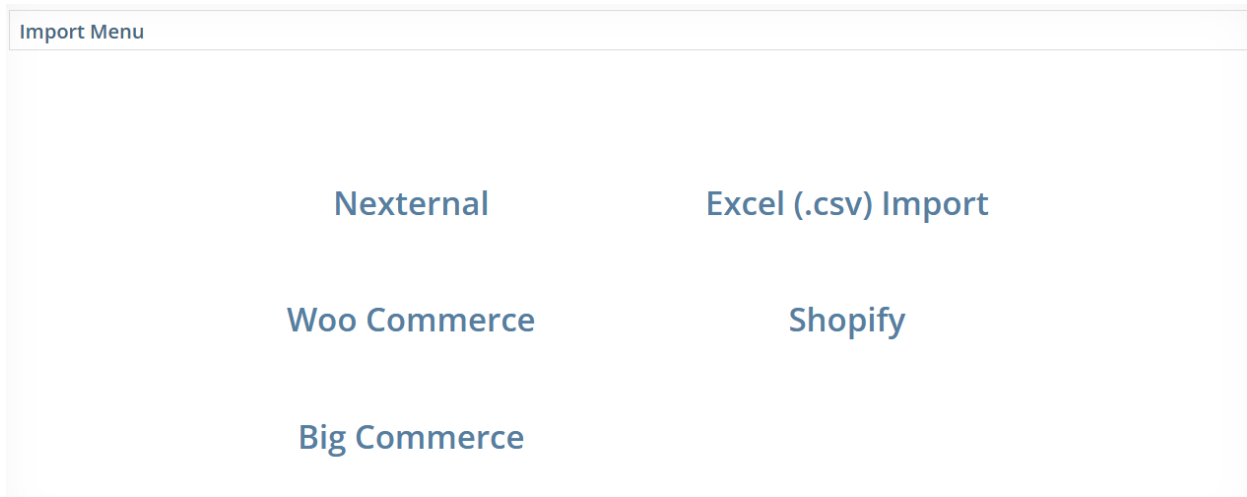 Import Menu
Nexternal
Excel (.csv) Import
Woo Commerce
Shopify
Big Commerce